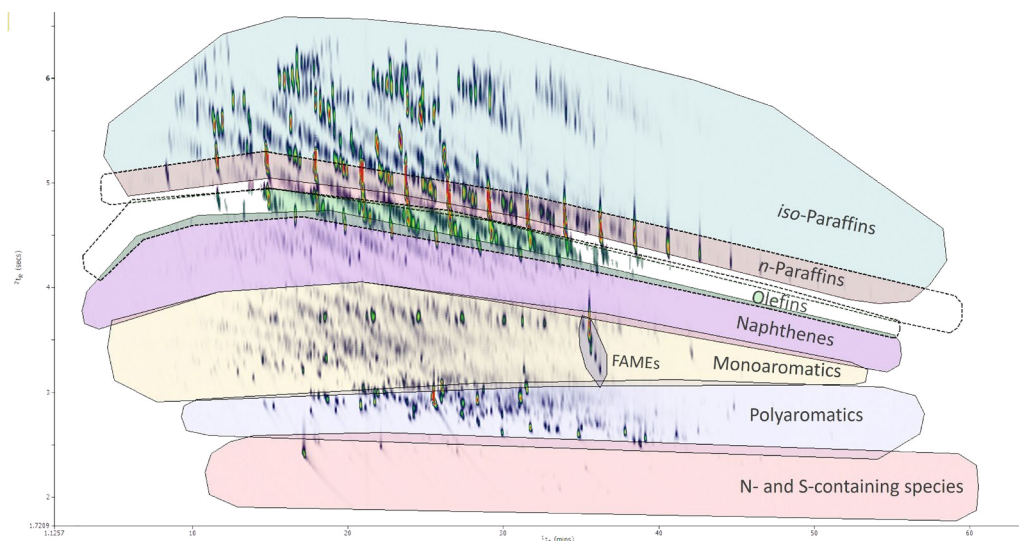 6
5
4
3
2
1.7209
1.1257
10
20
30
40
50
60
iso-Paraffins
n-Paraffins
Olefins
Naphthenes
FAMEs
Monoaromatics
Polyaromatics
N- and S-containing species